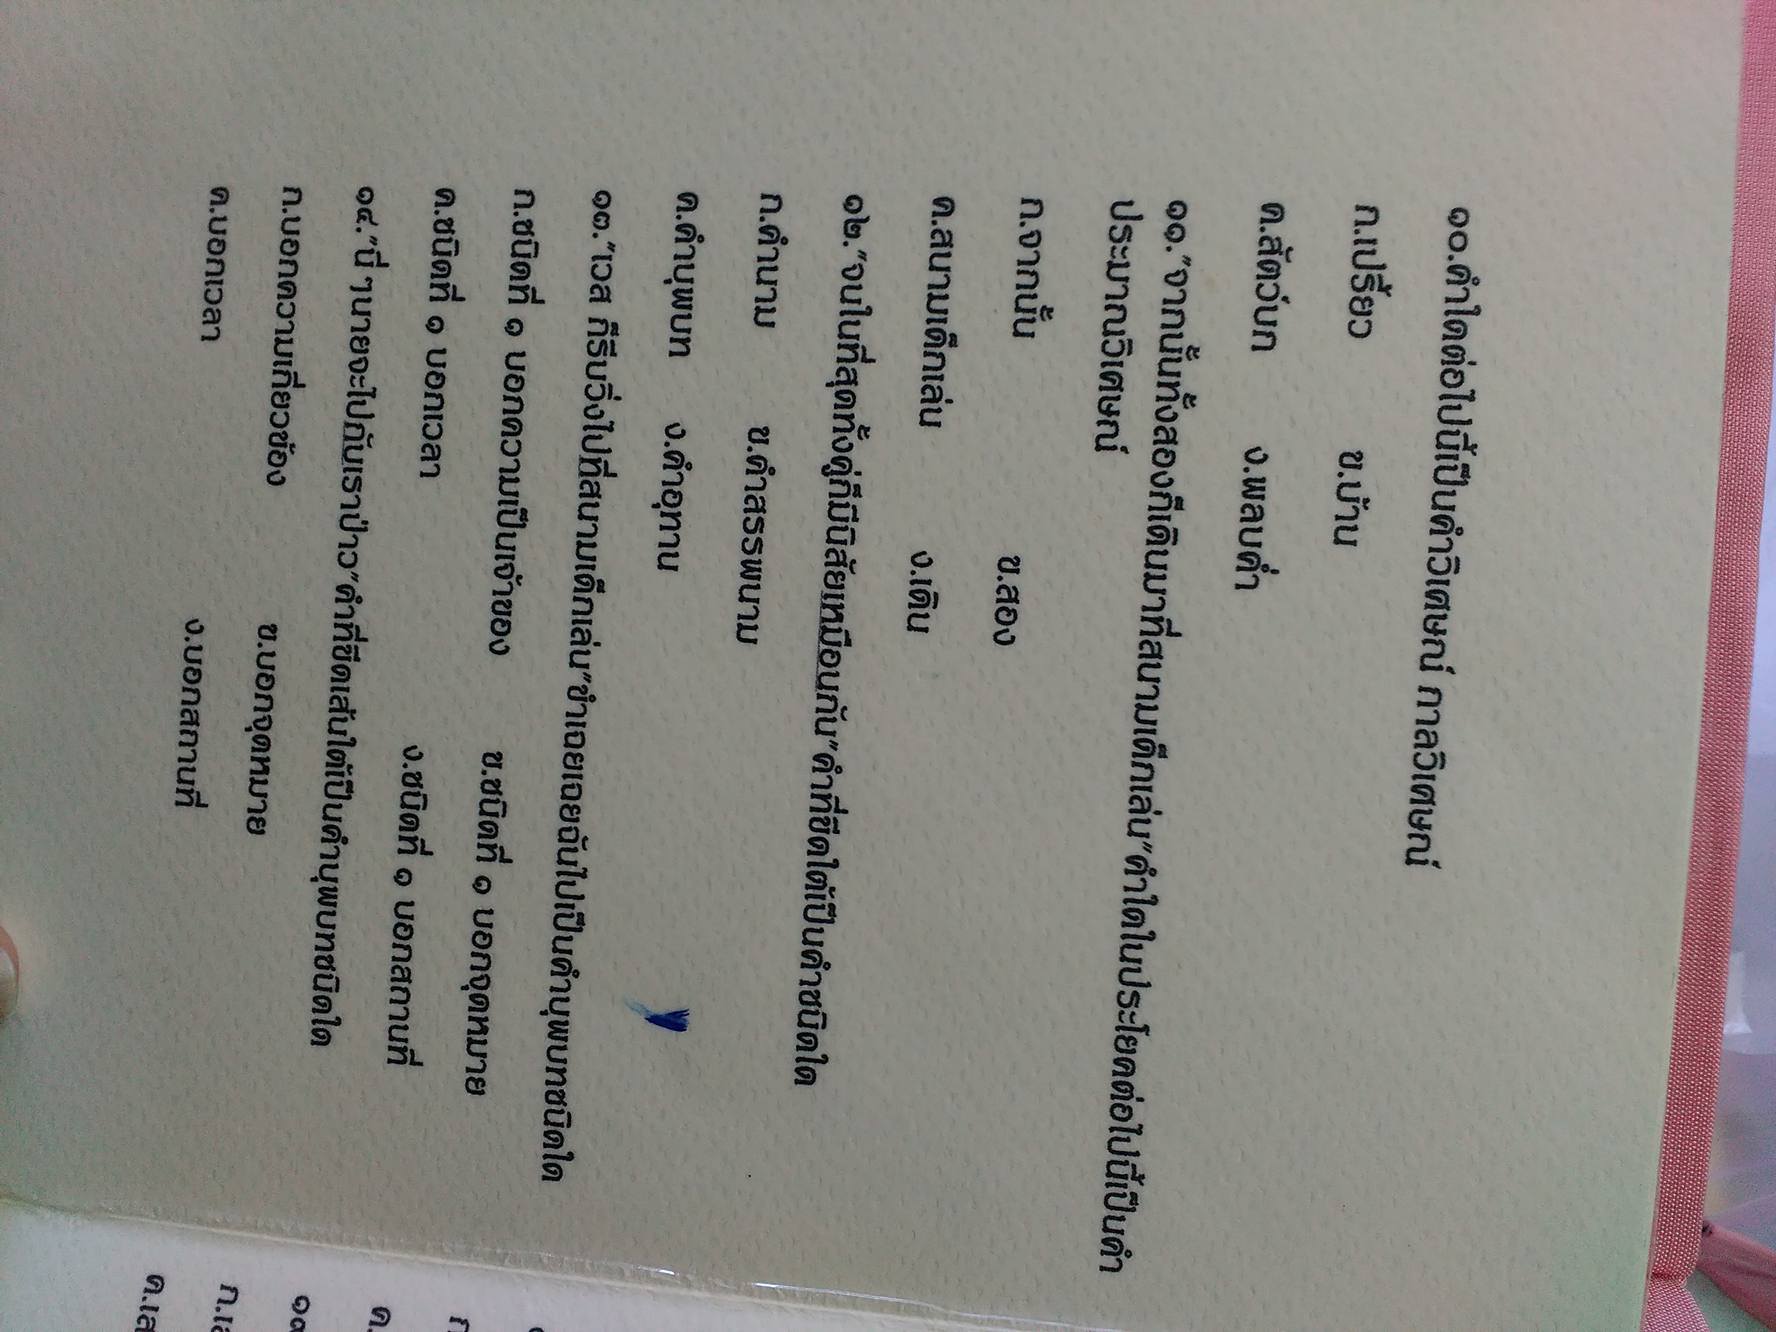 ๑๐.คำใดต่อไปนี้เป็นคำวิเศษณ์ กาลวิเศษณ์
ก.เปรี้ยว ข.บ้าน
ค.สัตว์บก ง.พลบค่ำ
๑๑."จากนั้นทั้งสองก็เดินมาที่สนามเด็กเล่น"คำใดในประโยคต่อไปนี้เป็นคำ
ประมาณวิเศษณ์
ก.จากนั้น ข.สอง
ค.สนามเด็กเล่น ง.เดิน
๑๒."จนในที่สุดทั้งคู่ก็มีนิสัยเหมือนกัน"คำที่ขีดใต้เป็นคำชนิดใด
ก.คำนาม ข.คำสรรพนาม
ค.คำบุพบท ง.คำอุทาน
๑๓."เวส ก็รีบวิ่งไปที่สนามเด็กเล่น"ขำเฉยเฉยฉันไปเป็นคำบุพบทชนิดใด
ก.ชนิดที่ ๑ บอกความเป็นเจ้าของ ข.ชนิดที่ ๑ บอกจุดหมาย
ค.ชนิดที่ ๑ บอกเวลา ง.ชนิดที่ ๑ บอกสถานที่
๑๔."นี่ ๆนายจะไปกับเราป่าว"คำที่ขีดเส้นใต้เป็นคำบุพบทชนิดใด
ก.บอกความเกี่ยวข้อง ข.บอกจุดหมาย
ค.บอกเวลา ง.บอกสถานที่
ก
ค.
๑๗
ก.เ
ค.เส